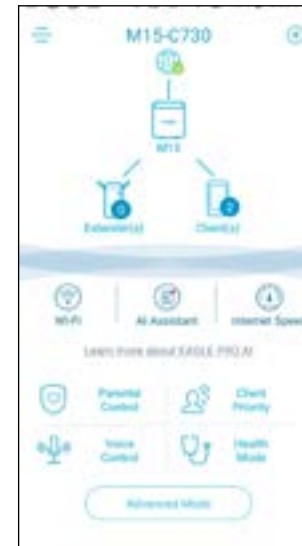 M15-C730
M15
Extender(s)
Client(s)
Wi-Fi
AI Assistant
Internet Speed
Learn more about EAGLE PRO AI
Parental
Control
Client
Priority
Voice
Control
Health
Mode
Advanced Mode